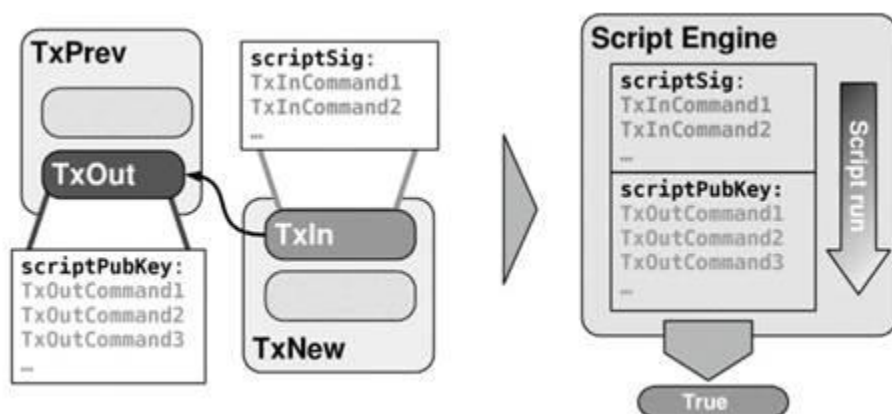 TxPrev
TxOut
scriptPubKey:
TxOutCommand1
TxOutCommand2
TxOutCommand3
…
scriptSig:
TxInCommand1
TxInCommand2
…
TxIn
TxNew
Script Engine
scriptSig:
TxInCommand1
TxInCommand2
…
scriptPubKey:
TxOutCommand1
TxOutCommand2
TxOutCommand3
…
Script run
True